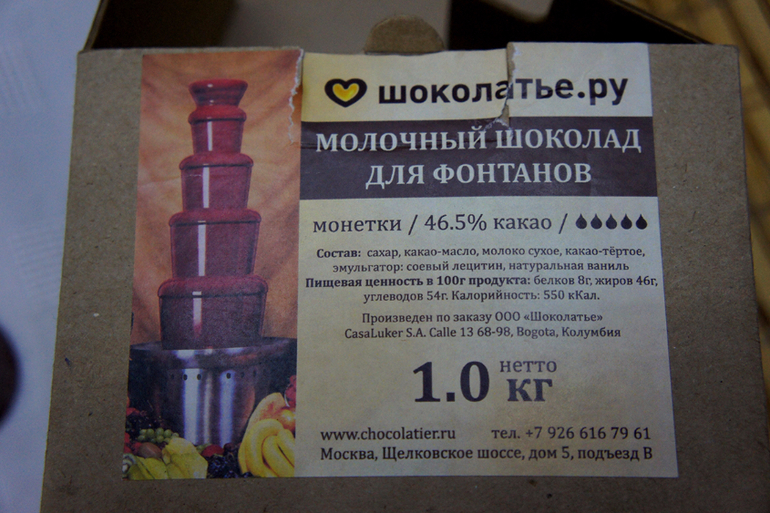 шоколатье.ру
МОЛОЧНЫЙ ШОКОЛАД
ДЛЯ ФОНТАНОВ
монетки / 46.5% какао /
Состав: сахар, какао-масло, молоко сухое, какао-тёртое,
эмульгатор: соевый лецитин, натуральная ваниль
Пищевая ценность в 100г продукта: белков 8г, жиров 46г,
углеводов 54г. Калорийность: 550 кКал.
Произведен по заказу ООО «Шоколатье»
CasaLuker S.A. Calle 13 68-98, Bogota, Колумбия
1.0 нетто кг
www.chocolatier.ru тел. +7 926 616 79 61
Москва, Щелковское шоссе, дом 5, подъезд В